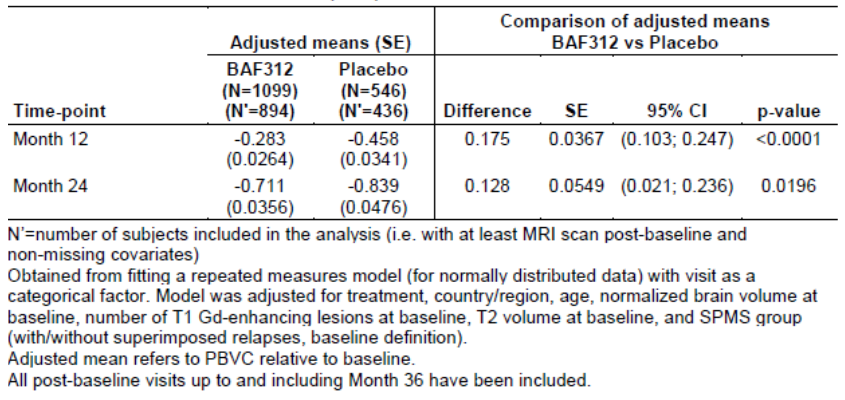 Comparison of adjusted means
Adjusted means (SE) BAF312 vs Placebo
BAF312 Placebo
(N=1099) (N=546)
Time-point (N'=894) (N'=436) Difference SE 95% CI p-value
Month 12 -0.283 -0.458 0.175 0.0367 (0.103; 0.247) <0.0001
(0.0264) (0.0341)
Month 24 -0.711 -0.839 0.128 0.0549 (0.021; 0.236) 0.0196
(0.0356) (0.0476)
N'=number of subjects included in the analysis (i.e. with at least MRI scan post-baseline and
non-missing covariates)
Obtained from fitting a repeated measures model (for normally distributed data) with visit as a
categorical factor. Model was adjusted for treatment, country/region, age, normalized brain volume at
baseline, number of T1 Gd-enhancing lesions at baseline, T2 volume at baseline, and SPMS group
(with/without superimposed relapses, baseline definition).
Adjusted mean refers to PBVC relative to baseline.
All post-baseline visits up to and including Month 36 have been included.